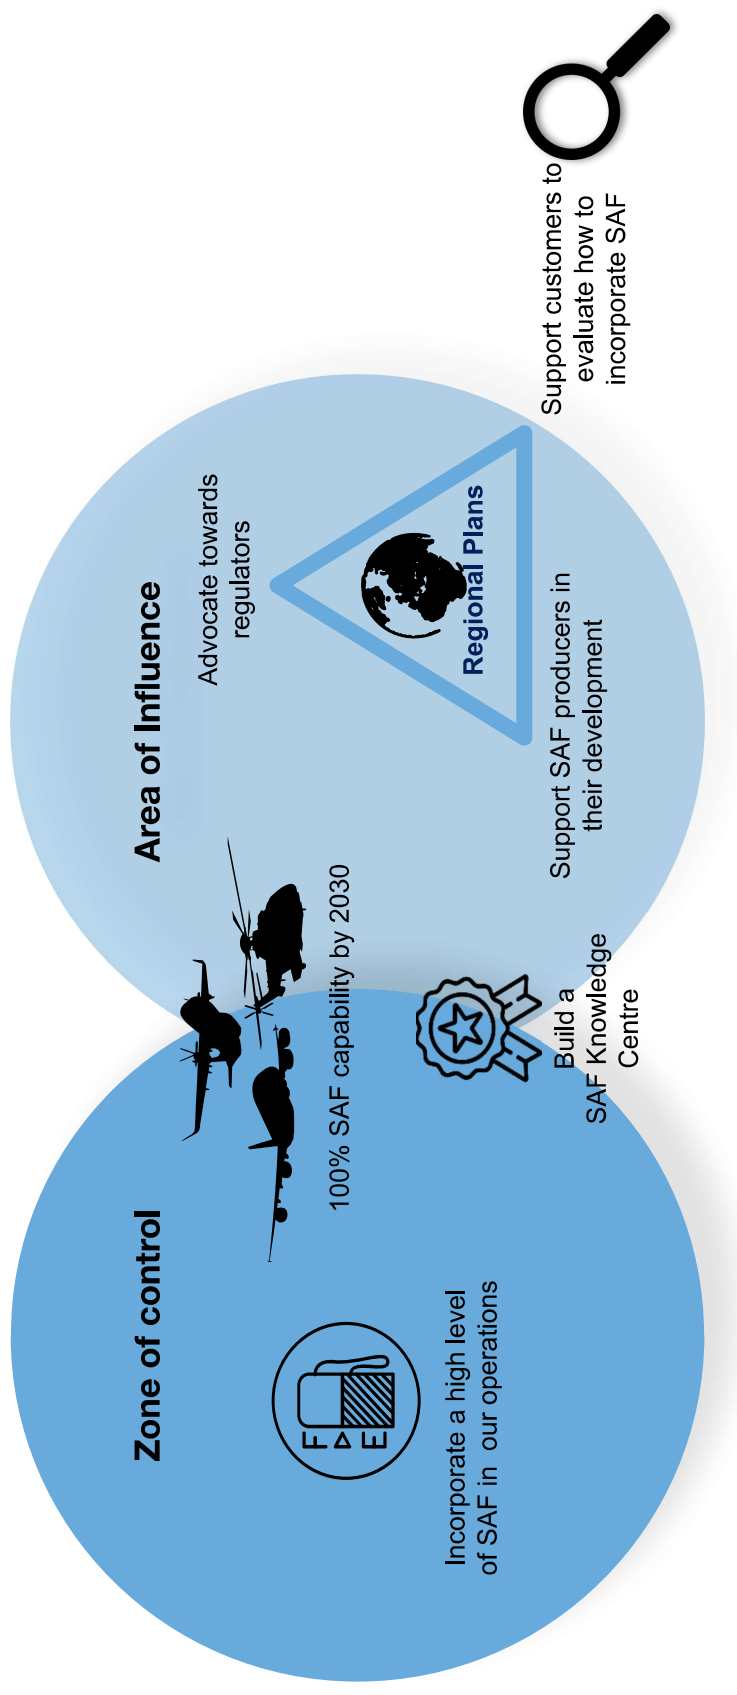 Zone of control
Area of Influence
F
E
Incorporate a high level
of SAF in our operations
100% SAF capability by 2030
Build a
SAF Knowledge
Centre
Advocate towards
regulators
Regional Plans
Support SAF producers in
their development
Support customers to
evaluate how to
incorporate SAF